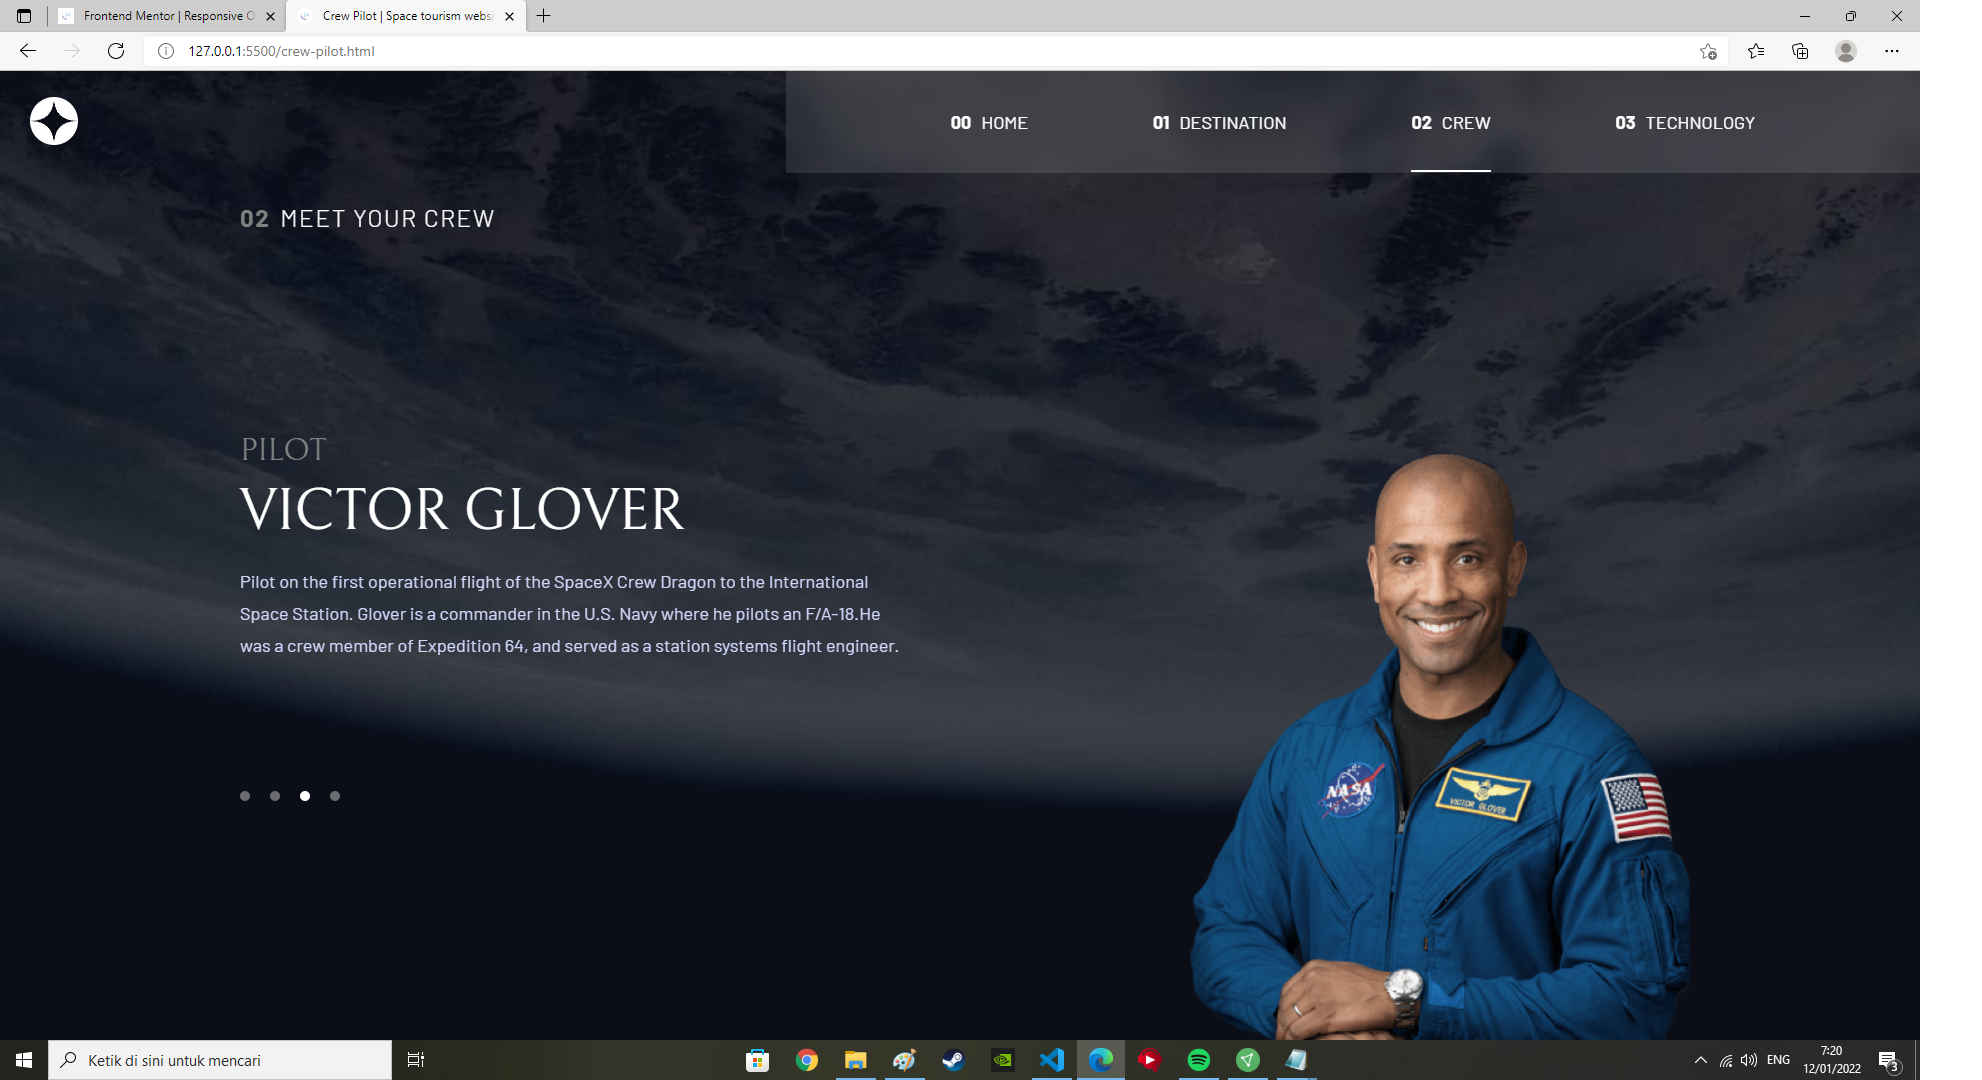 Frontend Mentor | Responsive O
Crew Pilot | Space tourism webs
127.0.0.1:5500/crew-pilot.html
00 HOME
01 DESTINATION
02 CREW
03 TECHNOLOGY
02 MEET YOUR CREW
PILOT
VICTOR GLOVER
Pilot on the first operational flight of the SpaceX Crew Dragon to the International
Space Station. Glover is a commander in the U.S. Navy where he pilots an F/A-18.He
was a crew member of Expedition 64, and served as a station systems flight engineer.
NASA
VICTOR GLOVER
Ketik di sini untuk mencari
ENG
7:20
12/01/2022
3